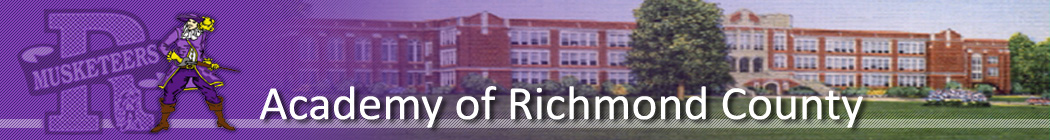 R
MUSKETEERS
Academy of Richmond County